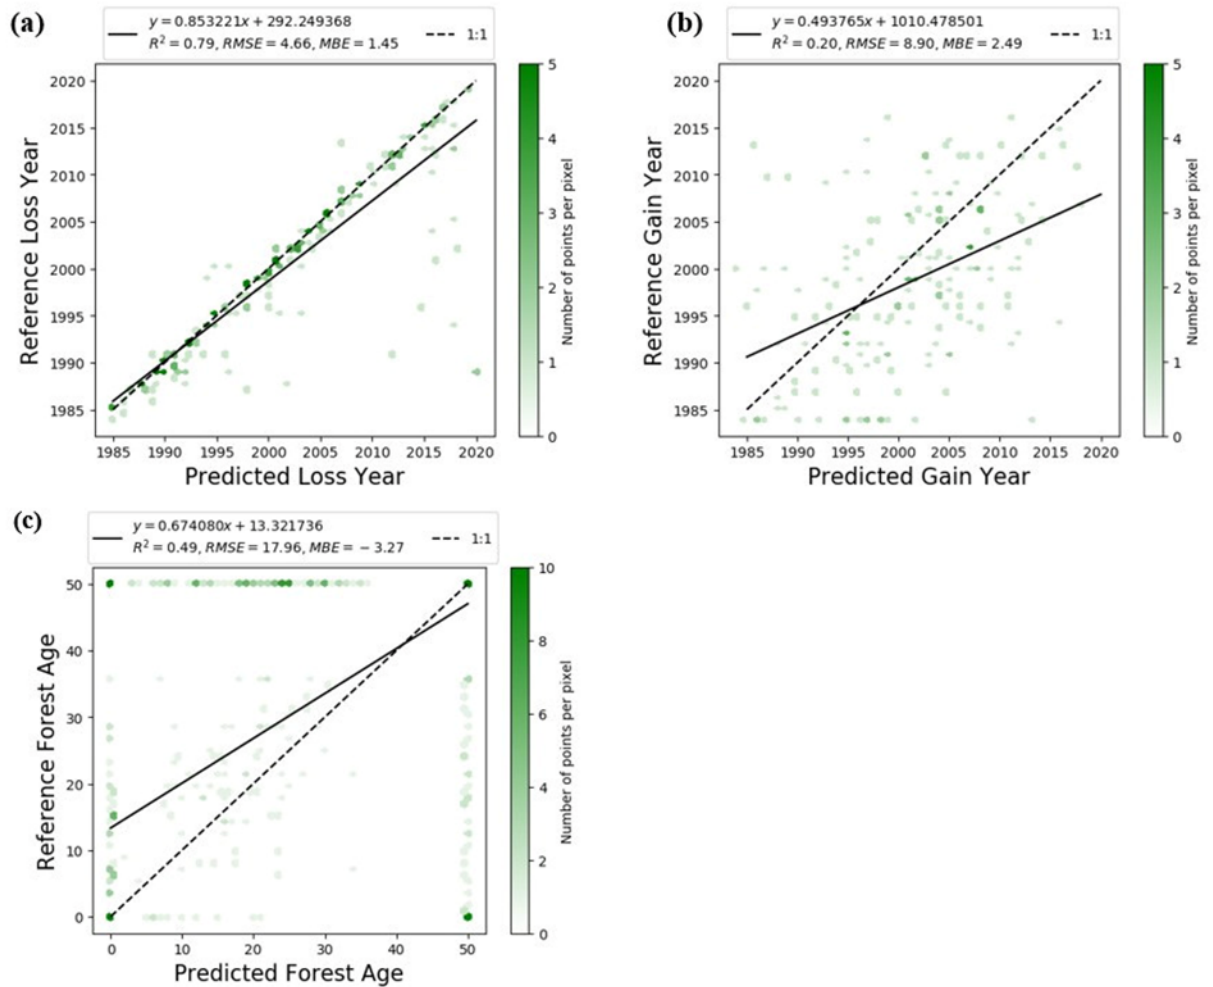 (a)
y = 0.853221x + 292.249368
R² = 0.79, RMSE = 4.66, MBE = 1.45
1:1
2020
2015
2010
2005
2000
1995
1990
1985
Reference Loss Year
1985 1990 1995 2000 2005 2010 2015 2020
Predicted Loss Year
5
4
3
2
1
0
Number of points per pixel
(b)
y = 0.493765x + 1010.478501
R² = 0.20, RMSE = 8.90, MBE = 2.49
1:1
2020
2015
2010
2005
2000
1995
1990
1985
Reference Gain Year
1985 1990 1995 2000 2005 2010 2015 2020
Predicted Gain Year
5
4
3
2
1
0
Number of points per pixel
(c)
y = 0.674080x + 13.321736
R² = 0.49, RMSE = 17.96, MBE = − 3.27
1:1
50
40
30
20
10
0
Reference Forest Age
0 10 20 30 40 50
Predicted Forest Age
10
8
6
4
2
0
Number of points per pixel